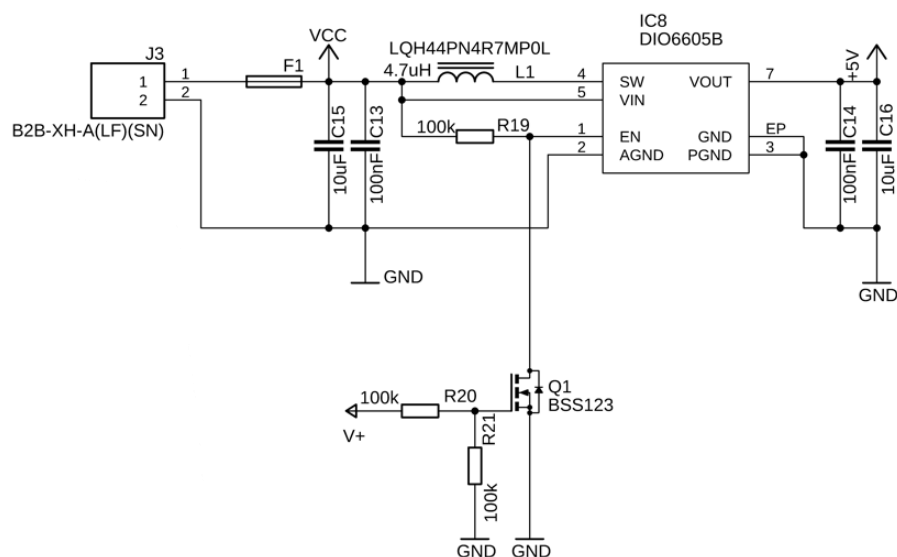 J3
1
2
1
2
B2B-XH-A(LF)(SN)
F1
VCC
C15
10uF
C13
100nF
GND
LQH44PN4R7MP0L
4.7uH
L1
100k
R19
4
5
1
2
IC8
DIO6605B
SW
VIN
EN
AGND
VOUT
GND
PGND
7
EP
3
+5V
C14
100nF
C16
10uF
GND
100k
R20
V+
R21
100k
GND
Q1
BSS123
GND